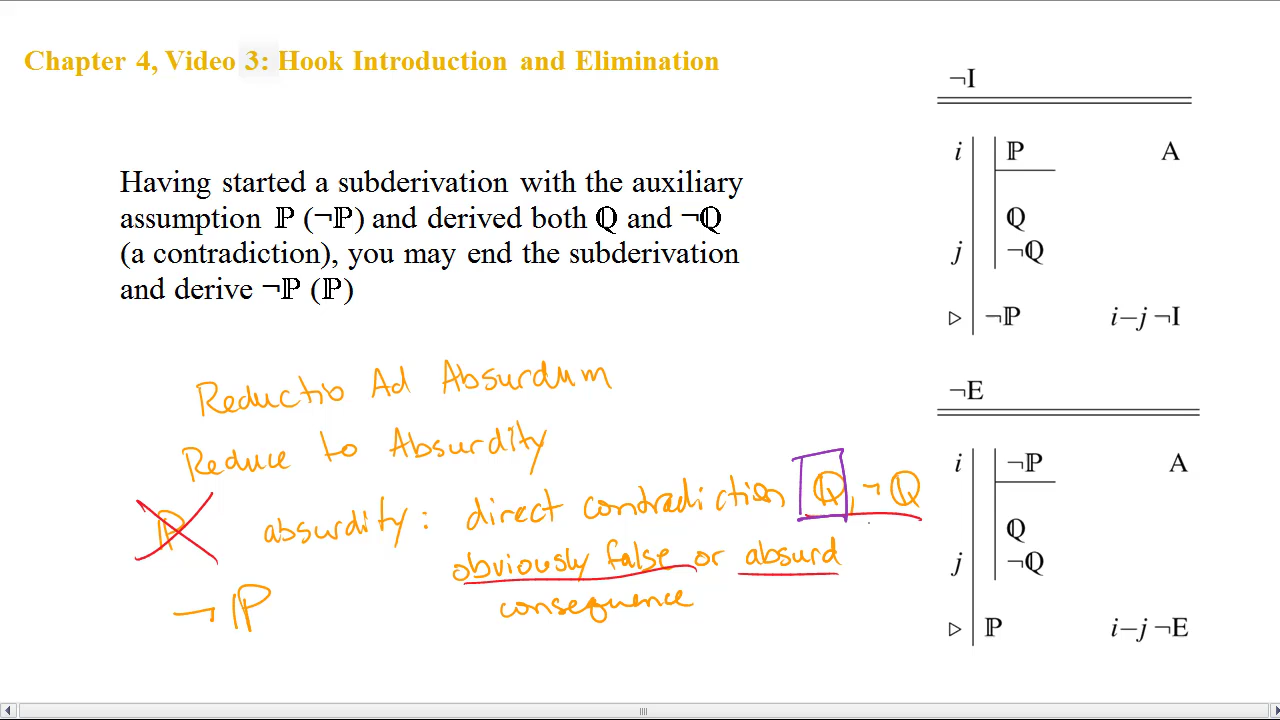 Chapter 4, Video 3: Hook Introduction and Elimination
Having started a subderivation with the auxiliary
assumption ℙ (¬ℙ) and derived both ℚ and ¬ℚ
(a contradiction), you may end the subderivation
and derive ¬ℙ (ℙ)
Reductio Ad Absurdum
Reduce to Absurdity
ℙ absurdity: direct contradiction ℚ, ¬ℚ
obviously false or absurd
¬ℙ consequence
¬I
i ℙ A
ℚ
j ¬ℚ
▷ ¬ℙ i–j ¬I
¬E
i ¬ℙ A
ℚ
j ¬ℚ
▷ ℙ i–j ¬E